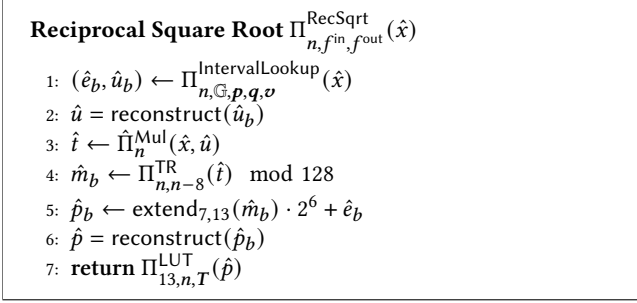 Reciprocal Square Root Π^{RecSqrt}_{n,f^{in},f^{out}}(x̂)
1: (ê_b, û_b) ← Π^{IntervalLookup}_{n,𝔾,p,q,v}(x̂)
2: û = reconstruct(û_b)
3: t̂ ← Π̂^{Mul}_n(x̂, û)
4: m̂_b ← Π^{TR}_{n,n−8}(t̂) mod 128
5: p̂_b ← extend_{7,13}(m̂_b) · 2^6 + ê_b
6: p̂ = reconstruct(p̂_b)
7: return Π^{LUT}_{13,n,T}(p̂)